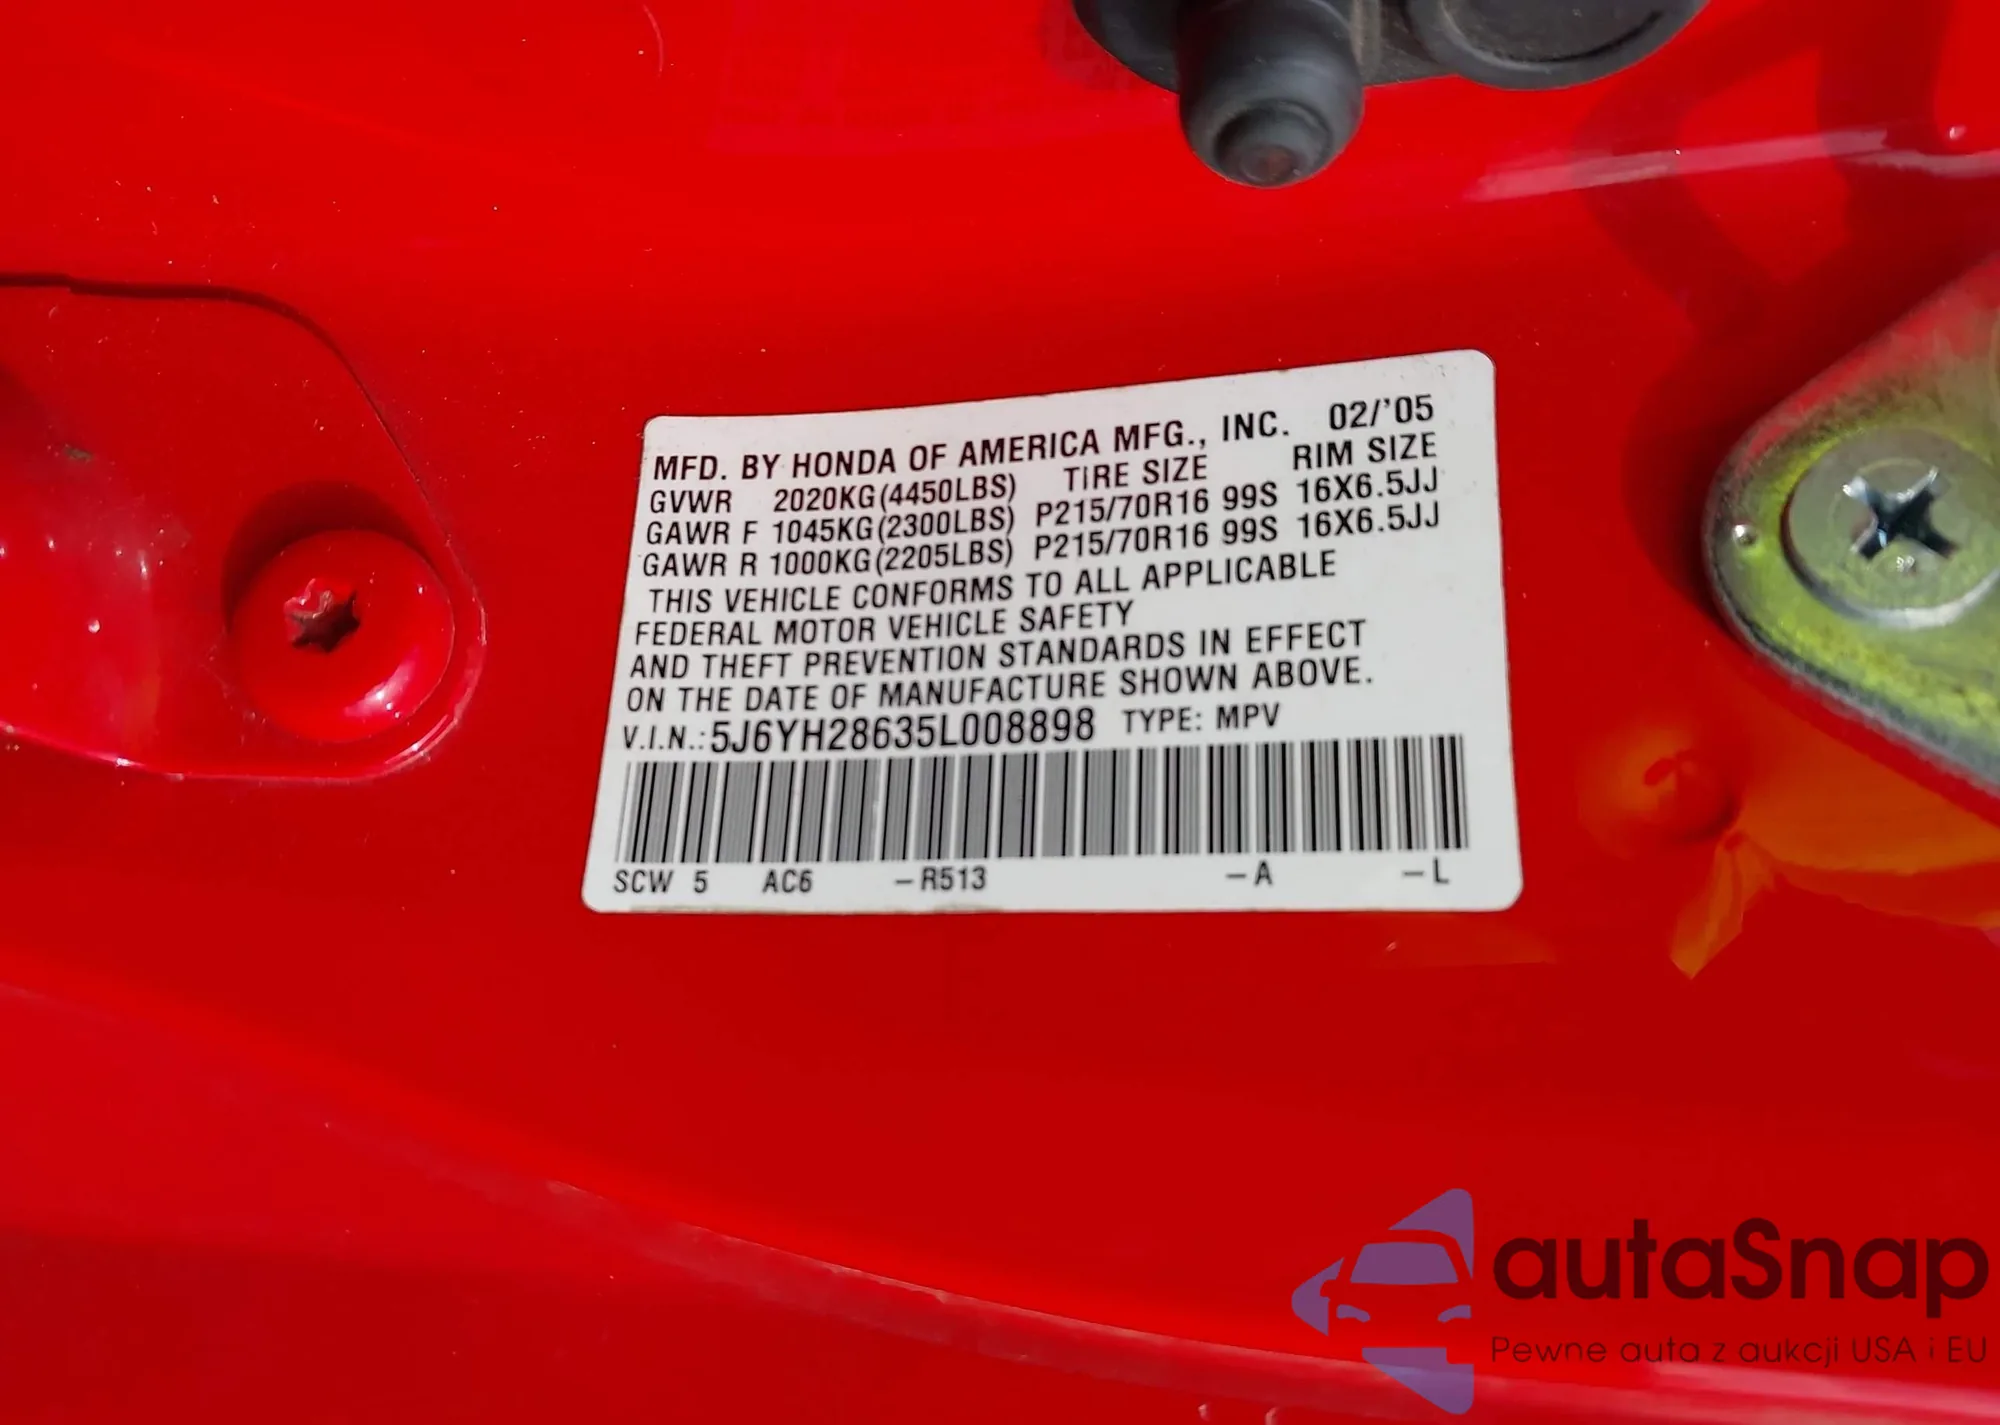 MFD. BY HONDA OF AMERICA MFG., INC. 02/'05
GVWR 2020KG(4450LBS) TIRE SIZE RIM SIZE
GAWR F 1045KG(2300LBS) P215/70R16 99S 16X6.5JJ
GAWR R 1000KG(2205LBS) P215/70R16 99S 16X6.5JJ
THIS VEHICLE CONFORMS TO ALL APPLICABLE
FEDERAL MOTOR VEHICLE SAFETY
AND THEFT PREVENTION STANDARDS IN EFFECT
ON THE DATE OF MANUFACTURE SHOWN ABOVE.
V.I.N.:5J6YH28635L008898 TYPE: MPV
SCW 5 AC6 -R513 -A -L
autaSnap
Pewne auta z aukcji USA i EU